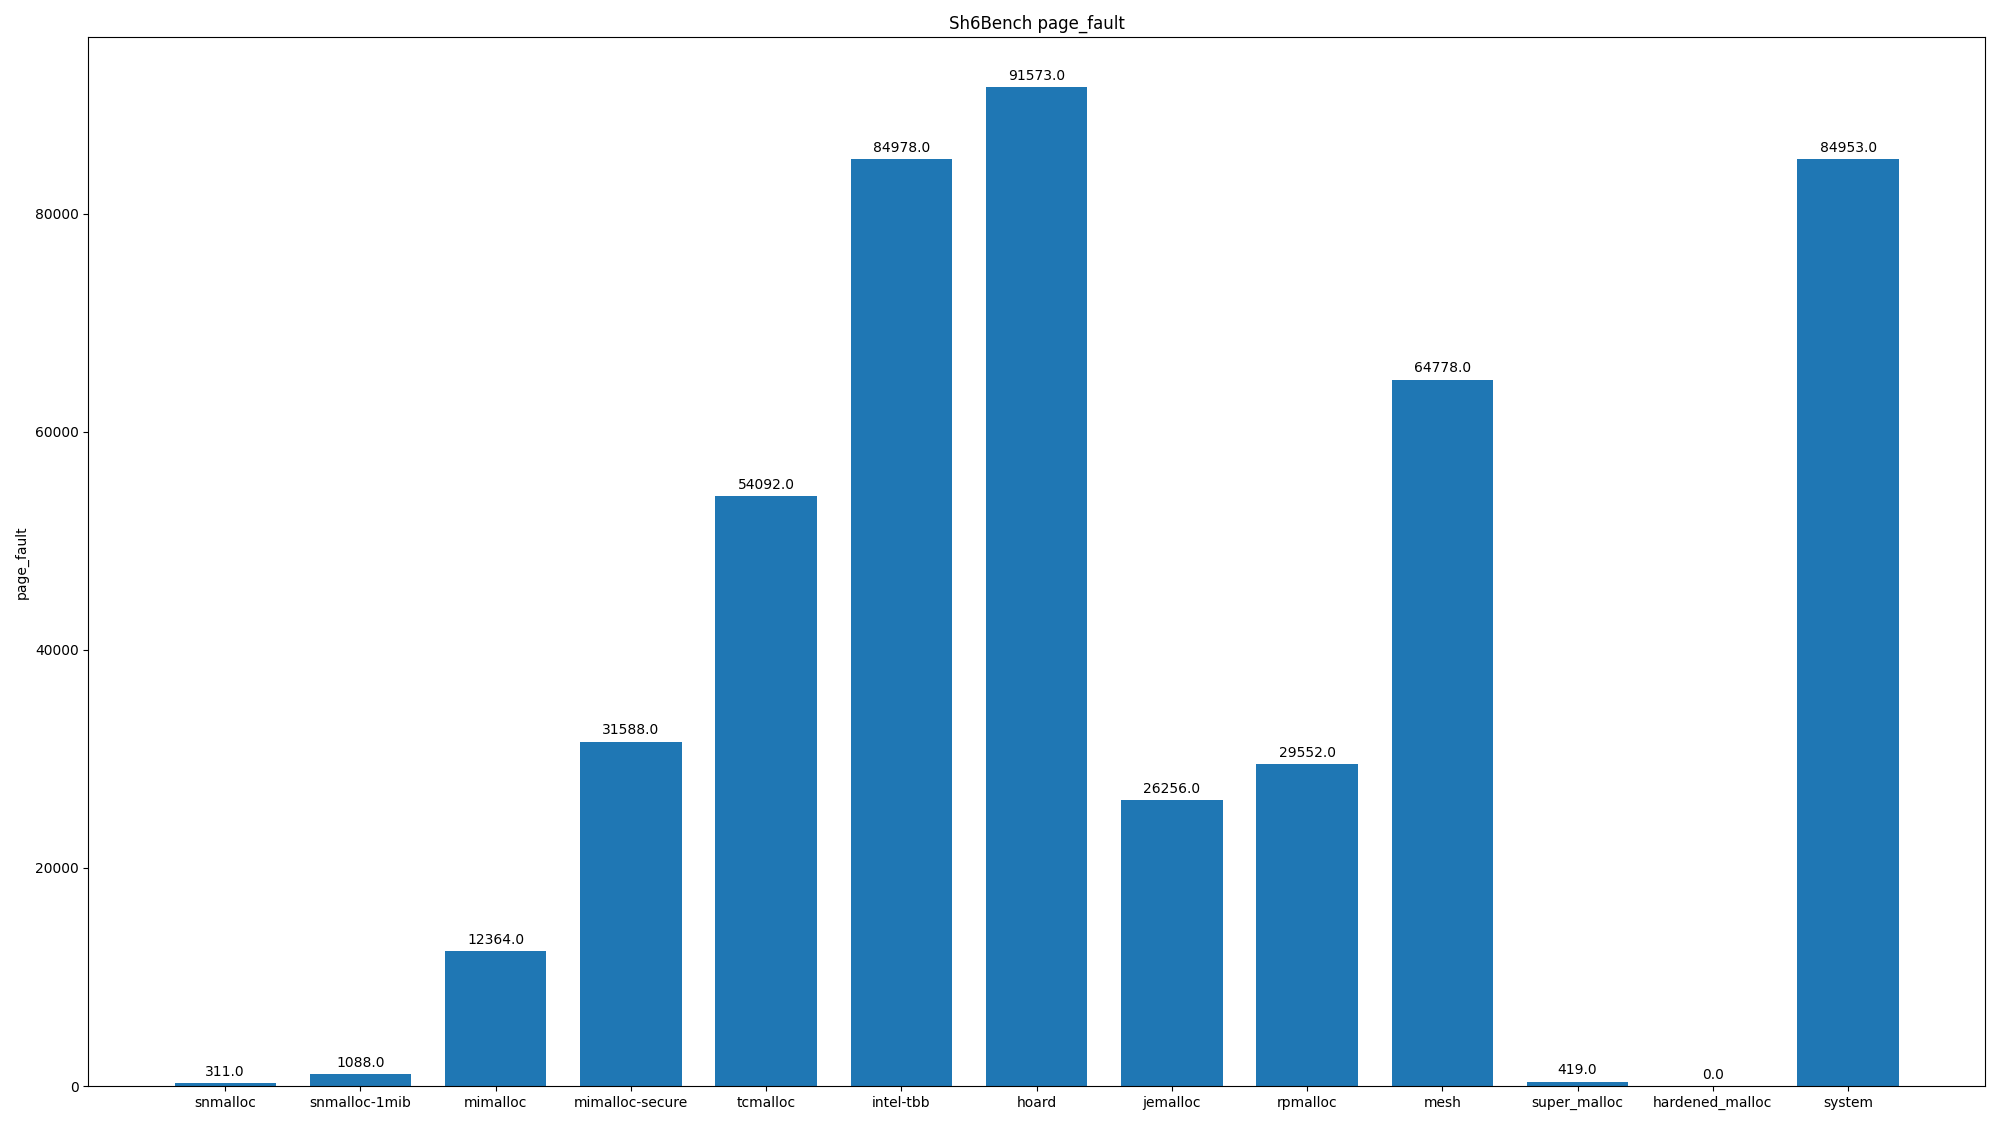 Sh6Bench page_fault
page_fault
80000
60000
40000
20000
0
311.0
1088.0
12364.0
31588.0
54092.0
84978.0
91573.0
26256.0
29552.0
64778.0
419.0
0.0
84953.0
snmalloc
snmalloc-1mib
mimalloc
mimalloc-secure
tcmalloc
intel-tbb
hoard
jemalloc
rpmalloc
mesh
super_malloc
hardened_malloc
system